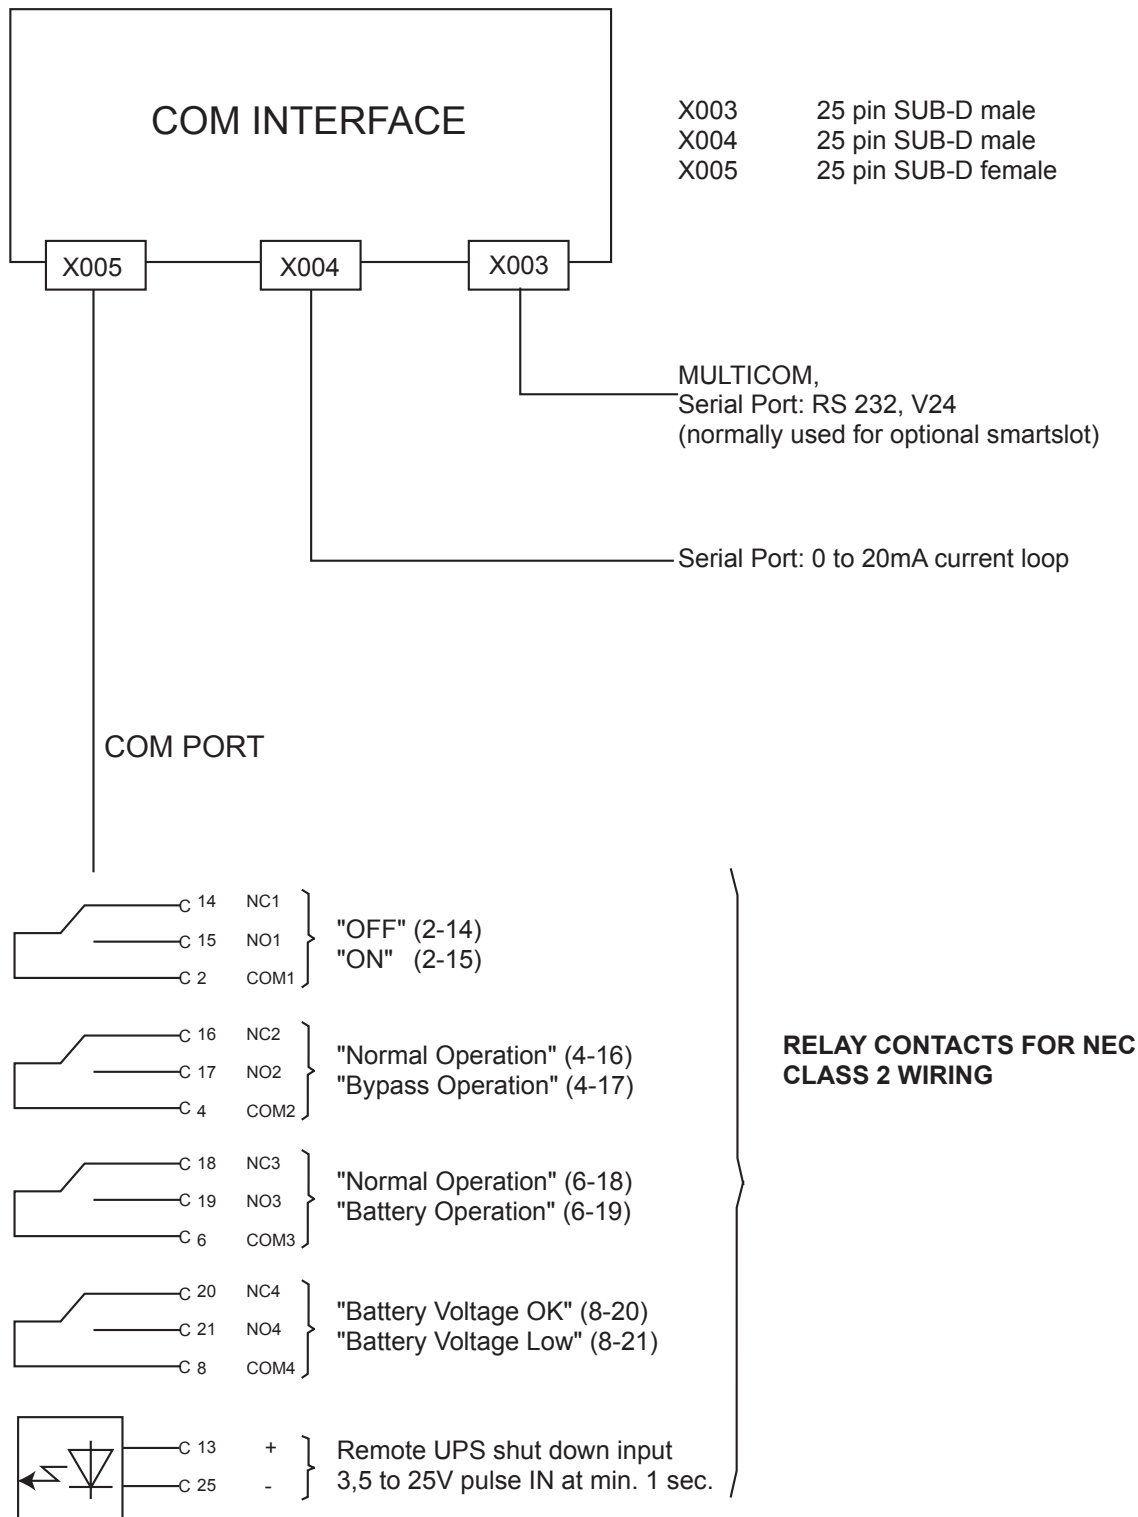 COM INTERFACE
X003 25 pin SUB-D male
X004 25 pin SUB-D male
X005 25 pin SUB-D female
X005 X004 X003
MULTICOM,
Serial Port: RS 232, V24
(normally used for optional smartslot)
Serial Port: 0 to 20mA current loop
COM PORT
C 14 NC1
C 15 NO1
C 2 COM1
"OFF" (2-14)
"ON" (2-15)
C 16 NC2
C 17 NO2
C 4 COM2
"Normal Operation" (4-16)
"Bypass Operation" (4-17)
RELAY CONTACTS FOR NEC
CLASS 2 WIRING
C 18 NC3
C 19 NO3
C 6 COM3
"Normal Operation" (6-18)
"Battery Operation" (6-19)
C 20 NC4
C 21 NO4
C 8 COM4
"Battery Voltage OK" (8-20)
"Battery Voltage Low" (8-21)
C 13 +
C 25 -
Remote UPS shut down input
3,5 to 25V pulse IN at min. 1 sec.